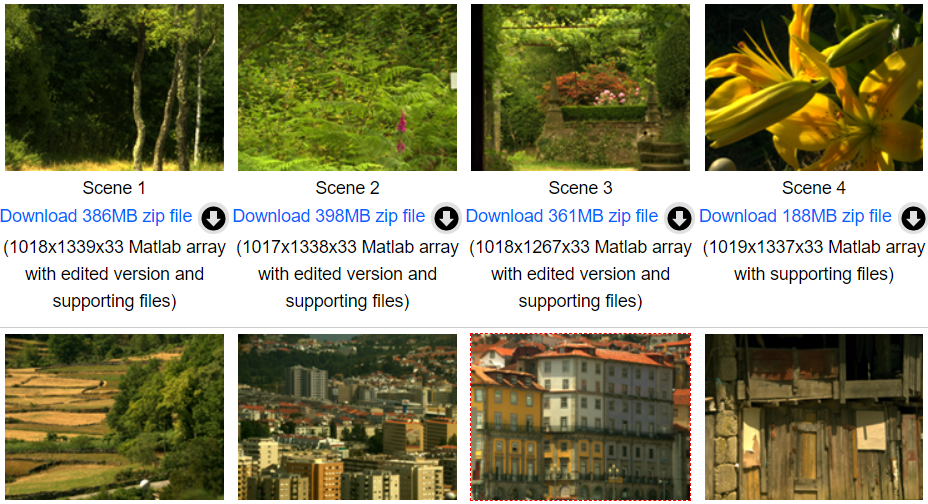 Scene 1
Scene 2
Scene 3
Scene 4
Download 386MB zip file
Download 398MB zip file
Download 361MB zip file
Download 188MB zip file
(1018x1339x33 Matlab array
with edited version and
supporting files)
(1017x1338x33 Matlab array
with edited version and
supporting files)
(1018x1267x33 Matlab array
with edited version and
supporting files)
(1019x1337x33 Matlab array
with supporting files)